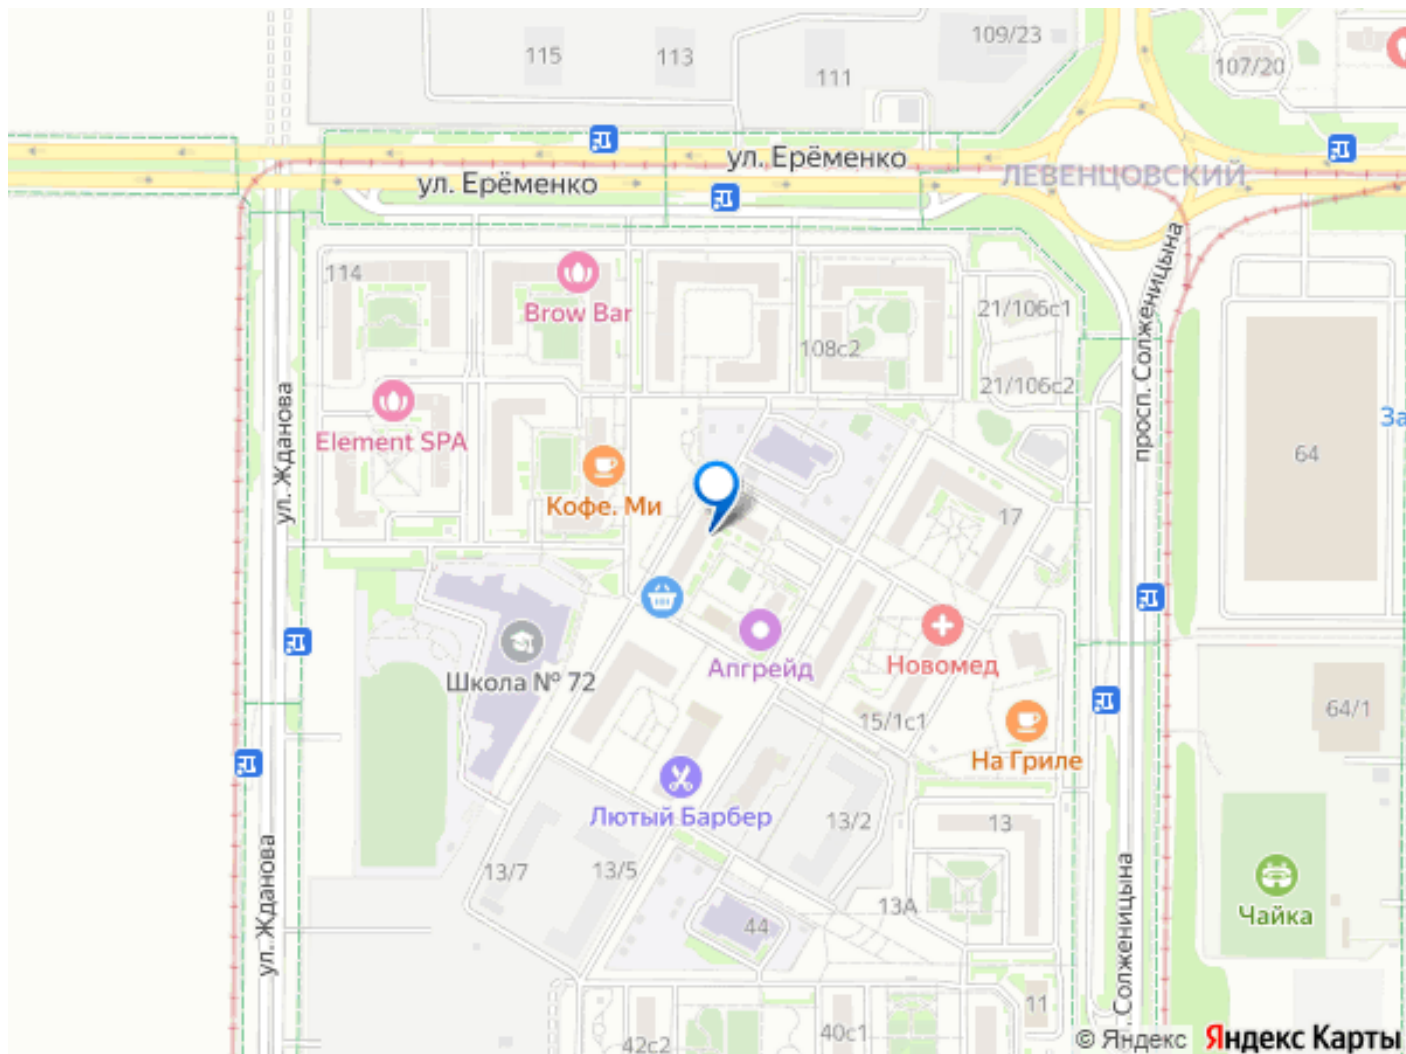 109/23
115
113
111
107/20
ул. Ерёменко
ул. Ерёменко
ЛЕВЕНЦОВСКИЙ
114
Brow Bar
108с2
21/106с1
21/106с2
просп. Солженицына
ул. Жданова
Element SPA
За
64
Кофе. Ми
17
Школа № 72
Апгрейд
Новомед
15/1с1
64/1
На Гриле
Лютый Барбер
13/2
13
13/7
13/5
13А
44
Чайка
ул. Жданова
. Солженицына
11
42с2
40с1
© Яндекс Яндекс Карты